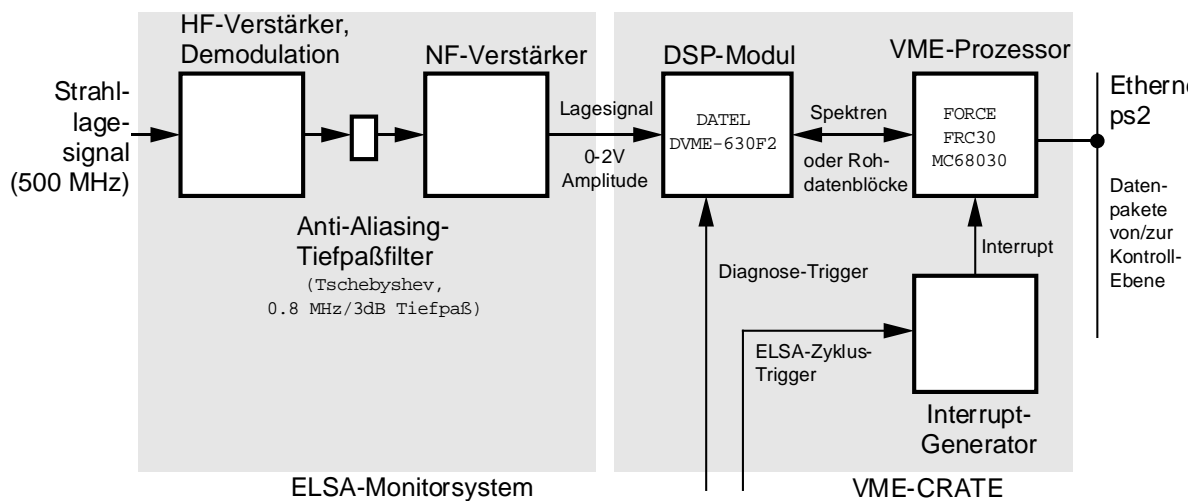 HF-Verstärker,
Demodulation
NF-Verstärker
DSP-Modul
VME-Prozessor
Strahl-
lage-
signal
(500 MHz)
Lagesignal
0-2V
Amplitude
DATEL
DVME-630F2
Spektren
oder Roh-
datenblöcke
FORCE
FRC30
MC68030
Etherne
ps2
Daten-
pakete
von/zur
Kontroll-
Ebene
Anti-Aliasing-
Tiefpaßfilter
(Tschebyshev,
0.8 MHz/3dB Tiefpaß)
Diagnose-Trigger
Interrupt
ELSA-Zyklus-
Trigger
Interrupt-
Generator
ELSA-Monitorsystem
VME-CRATE